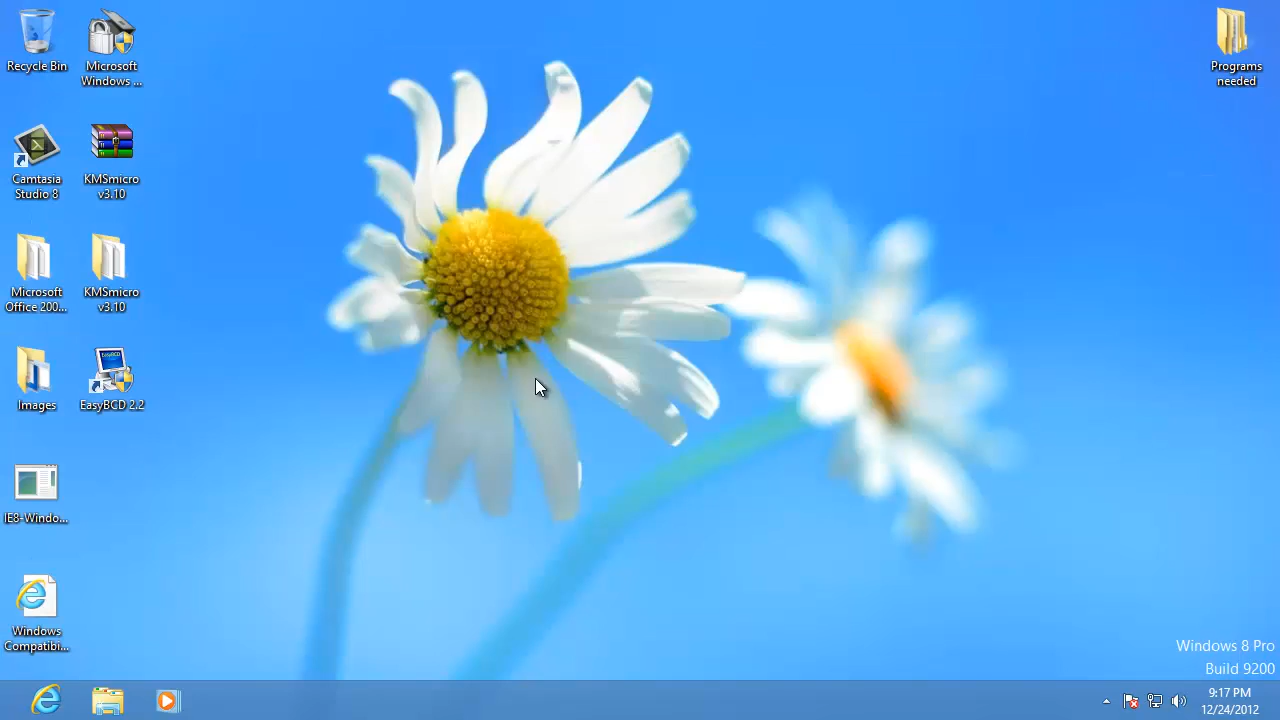 Recycle Bin
Microsoft
Windows ...
Programs
needed
Camtasia
Studio 8
KMSmicro
v3.10
Microsoft
Office 200...
KMSmicro
v3.10
Images
EasyBCD 2.2
IE8-Windo...
Windows
Compatibi...
Windows 8 Pro
Build 9200
9:17 PM
12/24/2012